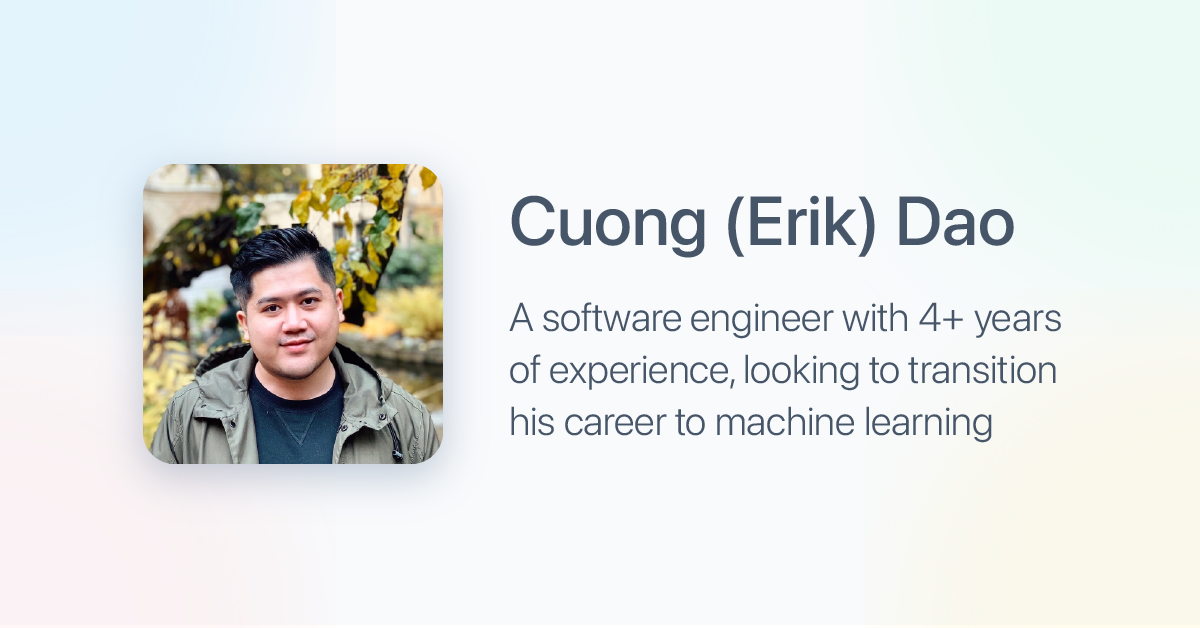 Cuong (Erik) Dao
A software engineer with 4+ years
of experience, looking to transition
his career to machine learning